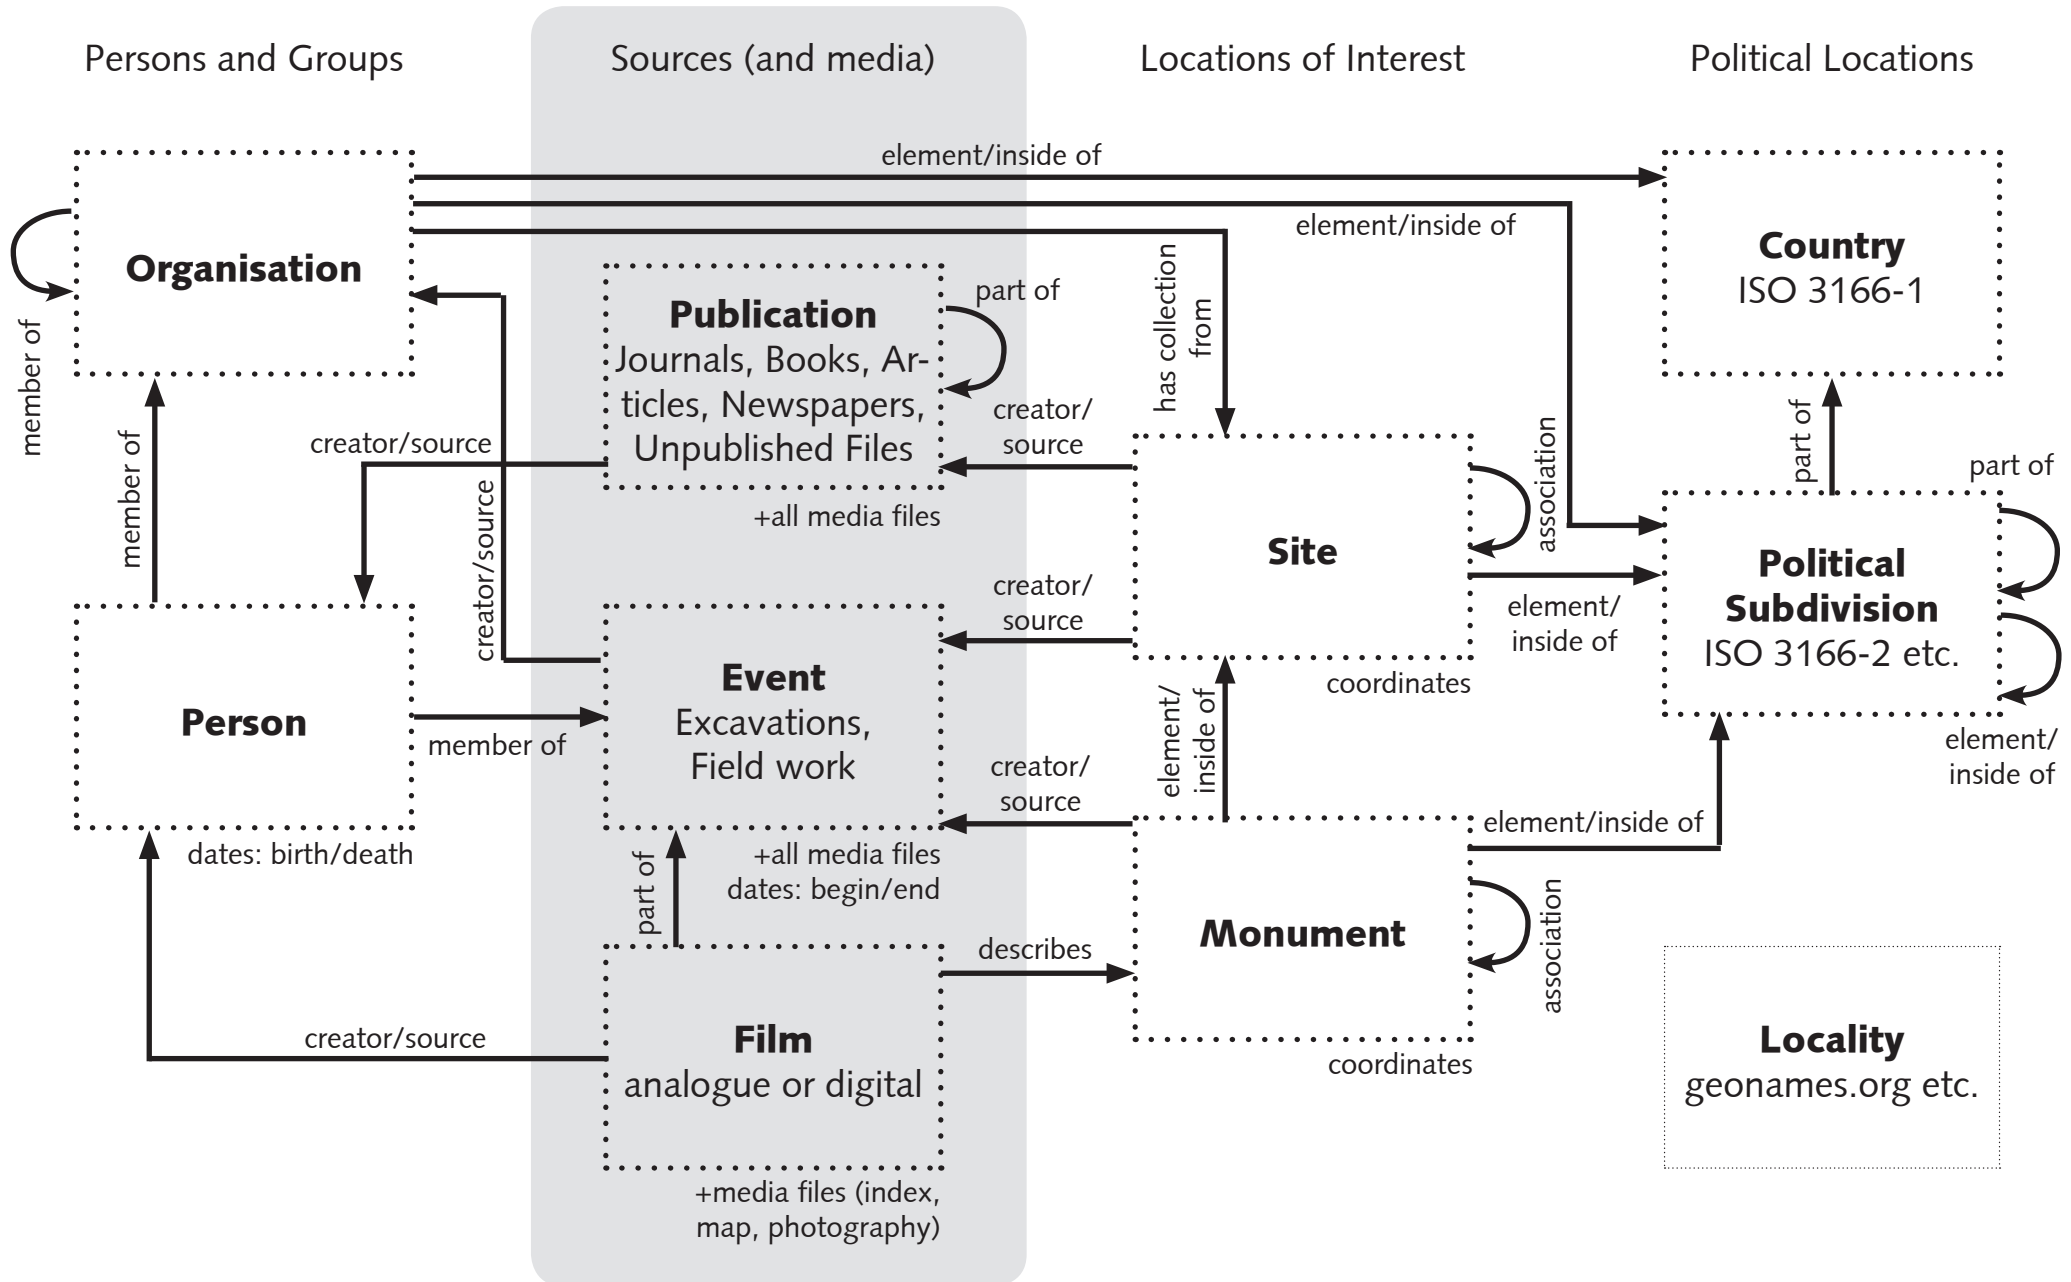 Persons and Groups
Sources (and media)
Locations of Interest
Political Locations
element/inside of
element/inside of
Organisation
member of
Publication
Journals, Books, Ar-
ticles, Newspapers,
Unpublished Files
+all media files
part of
has collection
from
Country
ISO 3166-1
member of
creator/source
creator/source
creator/
source
association
part of
part of
Site
coordinates
creator/
source
element/
inside of
Political
Subdivision
ISO 3166-2 etc.
element/
inside of
Person
dates: birth/death
member of
Event
Excavations,
Field work
+all media files
dates: begin/end
creator/
source
element/
inside of
element/inside of
part of
describes
Monument
coordinates
association
creator/source
Film
analogue or digital
+media files (index,
map, photography)
Locality
geonames.org etc.